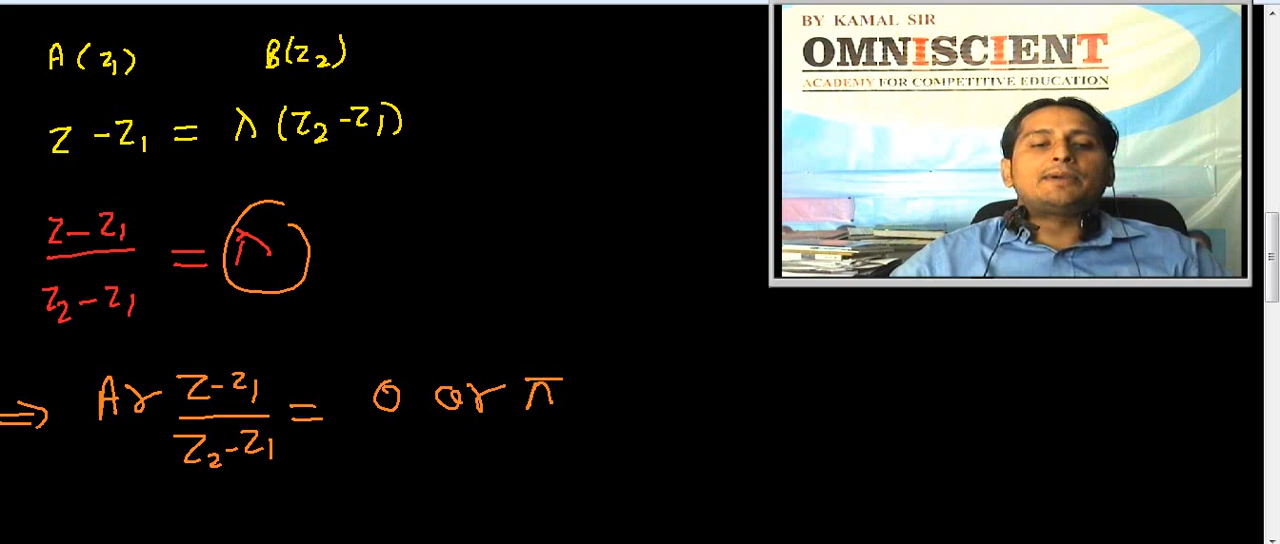 A(z₁) B(z₂)
z - z₁ = λ (z₂ - z₁)
z - z₁ / z₂ - z₁ = λ
⇒ Ar z - z₁ / z₂ - z₁ = 0 or π
BY KAMAL SIR
OMNISCIENT
ACADEMY FOR COMPETITIVE EDUCATION